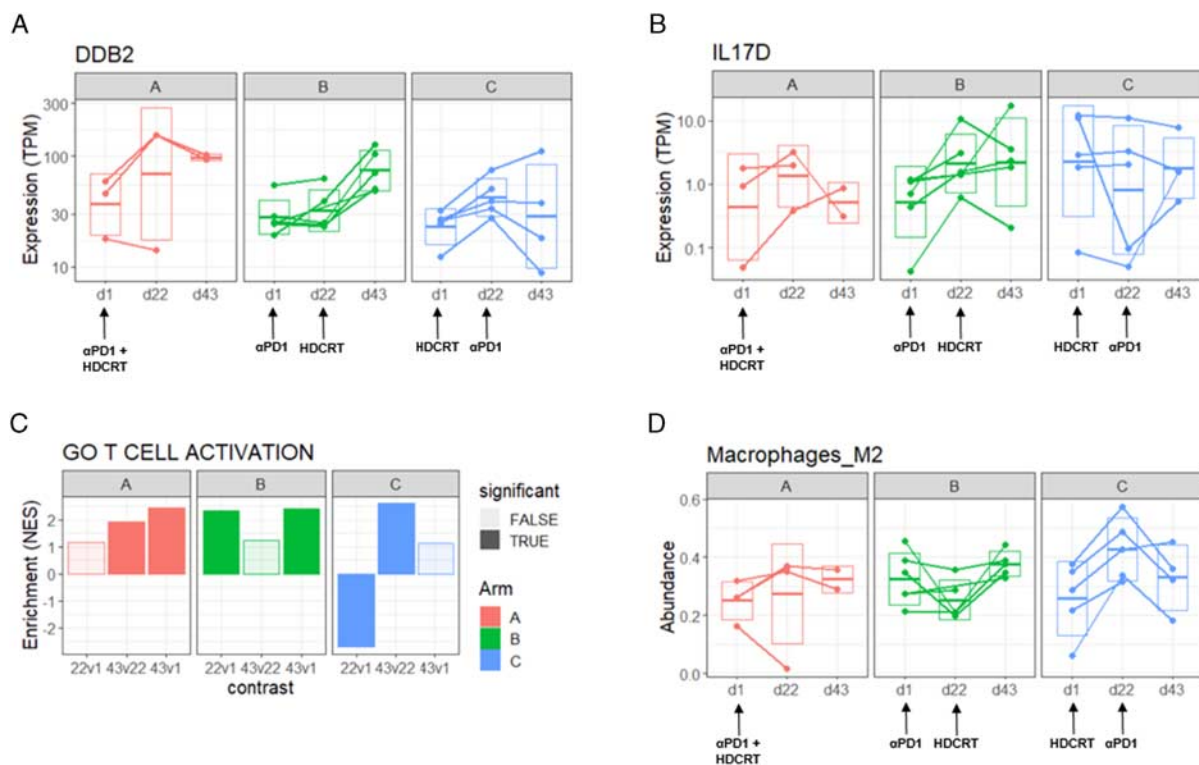 A
DDB2
A B C
Expression (TPM)
300
100
30
10
d1 d22 d43 d1 d22 d43 d1 d22 d43
αPD1 +
HDCRT
αPD1 HDCRT
HDCRT αPD1
B
IL17D
A B C
Expression (TPM)
10.0
1.0
0.1
d1 d22 d43 d1 d22 d43 d1 d22 d43
αPD1 +
HDCRT
αPD1 HDCRT
HDCRT αPD1
C
GO T CELL ACTIVATION
A B C
Enrichment (NES)
2
1
0
-1
-2
22v1 43v22 43v1 22v1 43v22 43v1 22v1 43v22 43v1
contrast
significant
FALSE
TRUE
Arm
A
B
C
D
Macrophages_M2
A B C
Abundance
0.6
0.4
0.2
0.0
d1 d22 d43 d1 d22 d43 d1 d22 d43
αPD1 +
HDCRT
αPD1 HDCRT
HDCRT αPD1